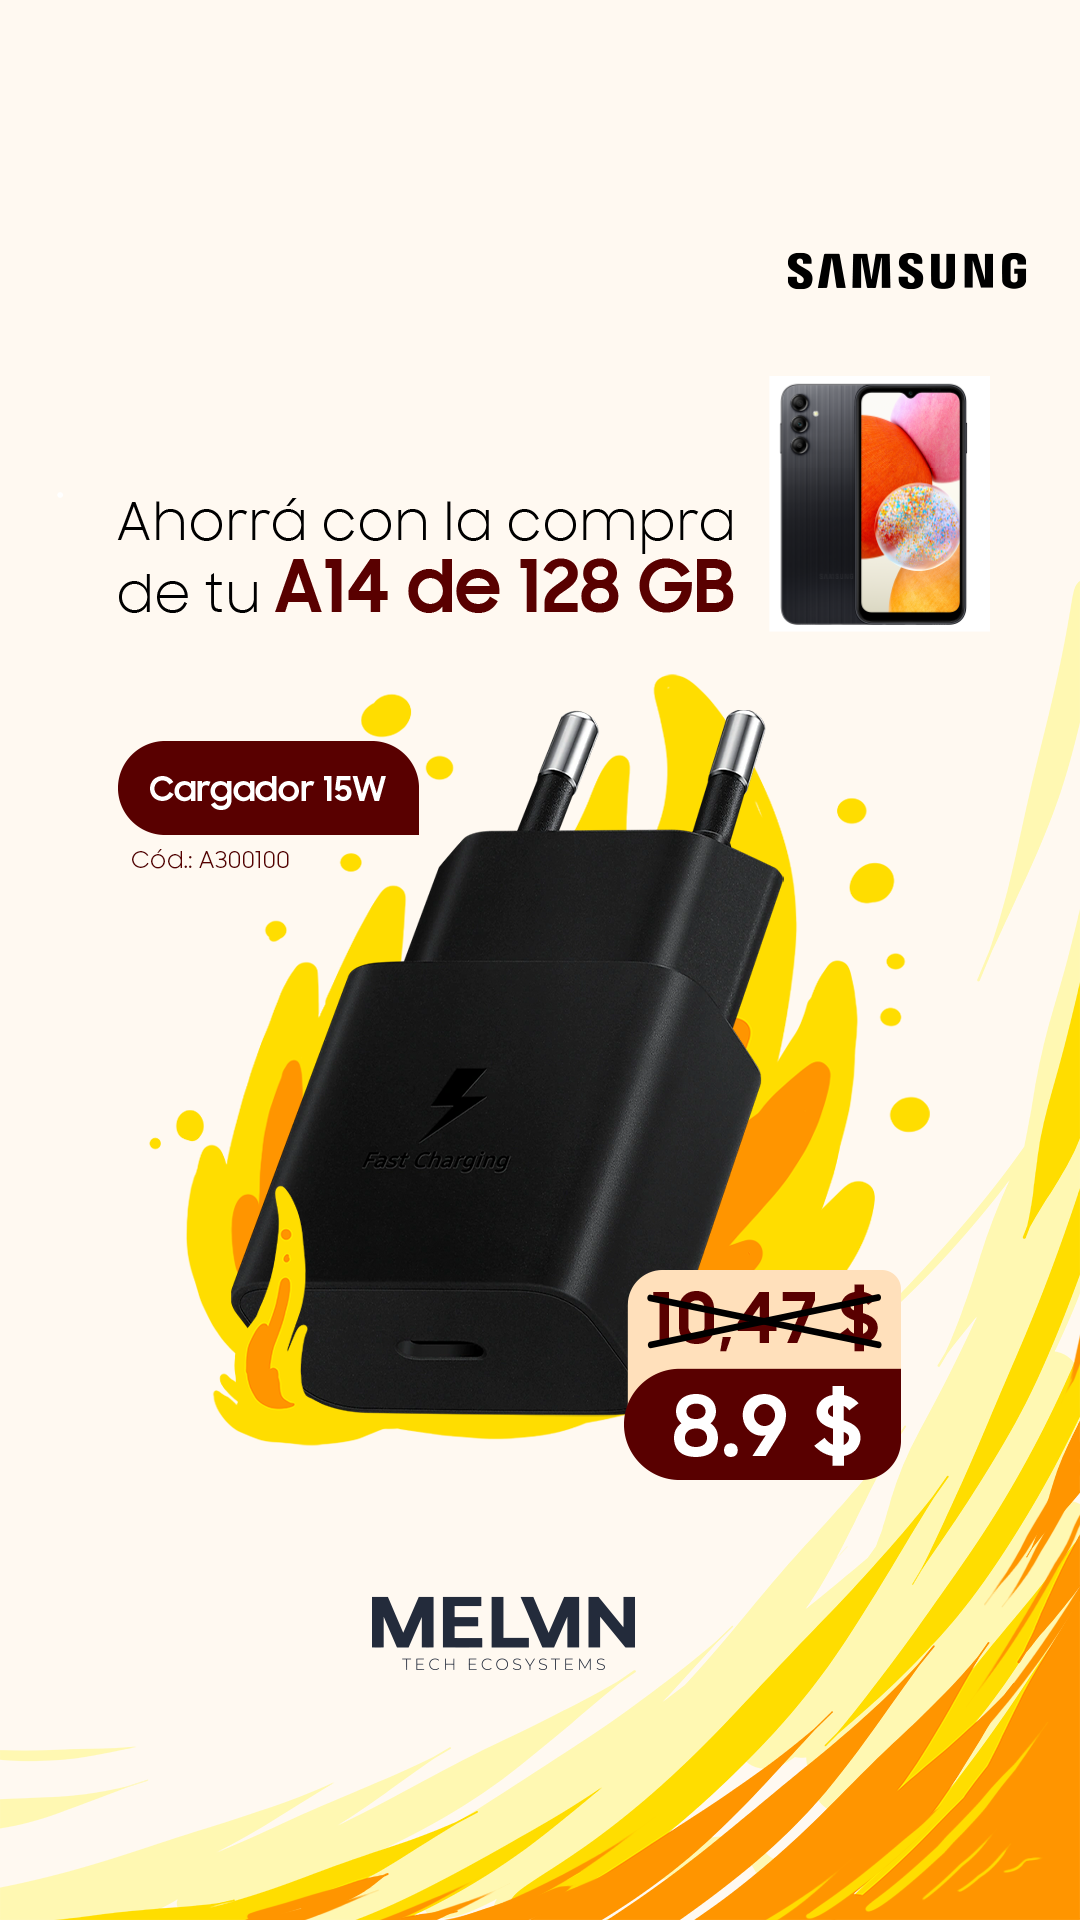 SAMSUNG
Ahorrá con la compra
de tu A14 de 128 GB
Cargador 15W
Cód.: A300100
Fast Charging
10,47 $
8.9 $
MELVIN
TECH ECOSYSTEMS